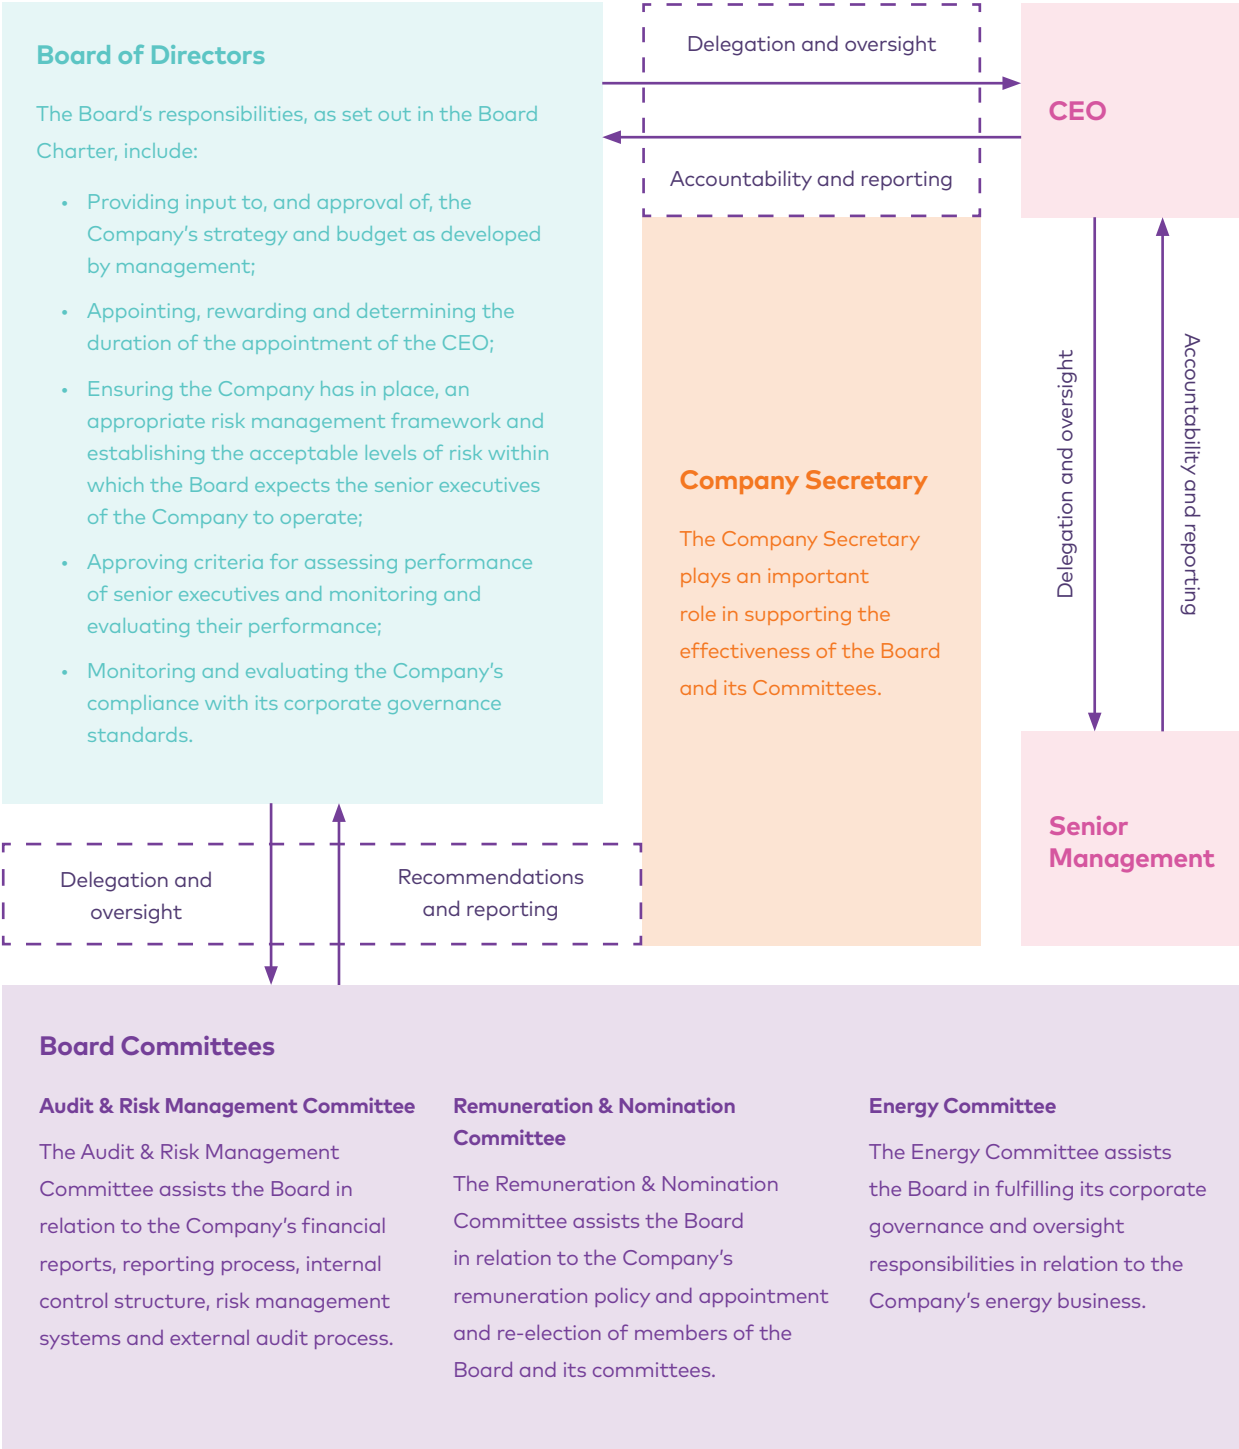 Board of Directors
The Board's responsibilities, as set out in the Board
Charter, include:
• Providing input to, and approval of, the
Company's strategy and budget as developed
by management;
• Appointing, rewarding and determining the
duration of the appointment of the CEO;
• Ensuring the Company has in place, an
appropriate risk management framework and
establishing the acceptable levels of risk within
which the Board expects the senior executives
of the Company to operate;
• Approving criteria for assessing performance
of senior executives and monitoring and
evaluating their performance;
• Monitoring and evaluating the Company's
compliance with its corporate governance
standards.
Delegation and oversight
Accountability and reporting
CEO
Company Secretary
The Company Secretary
plays an important
role in supporting the
effectiveness of the Board
and its Committees.
Delegation and oversight
Accountability and reporting
Senior
Management
Delegation and
oversight
Recommendations
and reporting
Board Committees
Audit & Risk Management Committee
The Audit & Risk Management
Committee assists the Board in
relation to the Company's financial
reports, reporting process, internal
control structure, risk management
systems and external audit process.
Remuneration & Nomination
Committee
The Remuneration & Nomination
Committee assists the Board
in relation to the Company's
remuneration policy and appointment
and re-election of members of the
Board and its committees.
Energy Committee
The Energy Committee assists
the Board in fulfilling its corporate
governance and oversight
responsibilities in relation to the
Company's energy business.